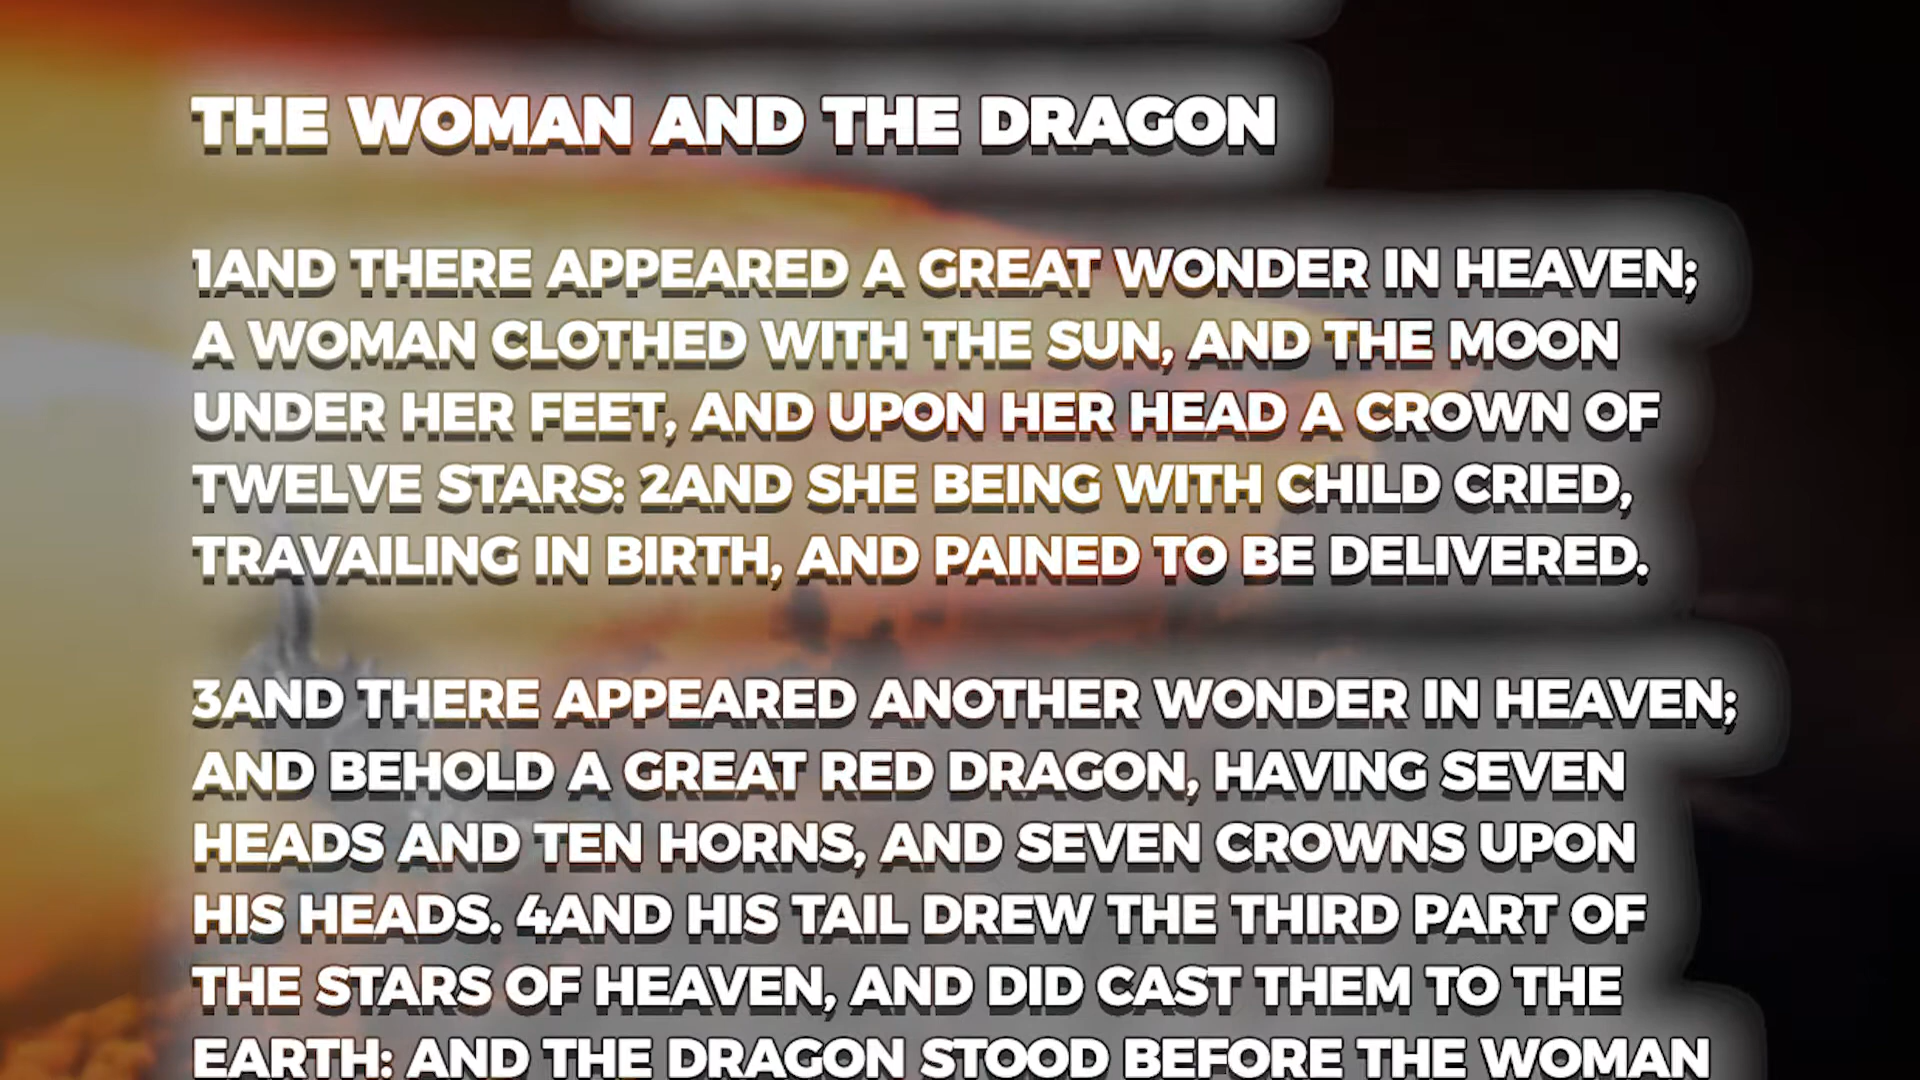 THE WOMAN AND THE DRAGON
1AND THERE APPEARED A GREAT WONDER IN HEAVEN;
A WOMAN CLOTHED WITH THE SUN, AND THE MOON
UNDER HER FEET, AND UPON HER HEAD A CROWN OF
TWELVE STARS: 2AND SHE BEING WITH CHILD CRIED,
TRAVAILING IN BIRTH, AND PAINED TO BE DELIVERED.
3AND THERE APPEARED ANOTHER WONDER IN HEAVEN;
AND BEHOLD A GREAT RED DRAGON, HAVING SEVEN
HEADS AND TEN HORNS, AND SEVEN CROWNS UPON
HIS HEADS. 4AND HIS TAIL DREW THE THIRD PART OF
THE STARS OF HEAVEN, AND DID CAST THEM TO THE
EARTH: AND THE DRAGON STOOD BEFORE THE WOMAN